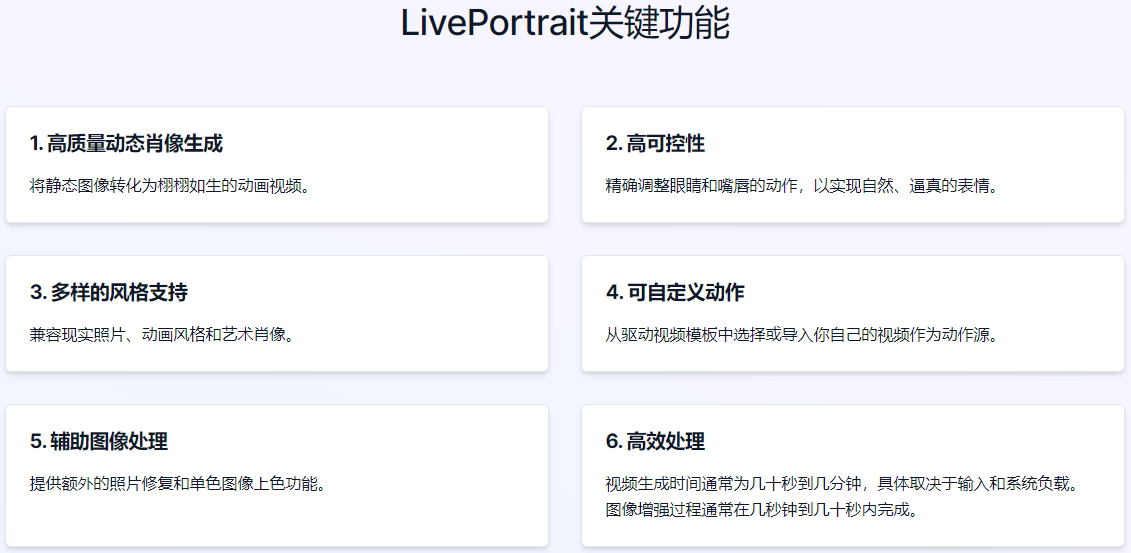 LivePortrait关键功能
1. 高质量动态肖像生成
将静态图像转化为栩栩如生的动画视频。
2. 高可控性
精确调整眼睛和嘴唇的动作，以实现自然、逼真的表情。
3. 多样的风格支持
兼容现实照片、动画风格和艺术肖像。
4. 可自定义动作
从驱动视频模板中选择或导入你自己的视频作为动作源。
5. 辅助图像处理
提供额外的照片修复和单色图像上色功能。
6. 高效处理
视频生成时间通常为几十秒到几分钟，具体取决于输入和系统负载。
图像增强过程通常在几秒钟到几十秒内完成。